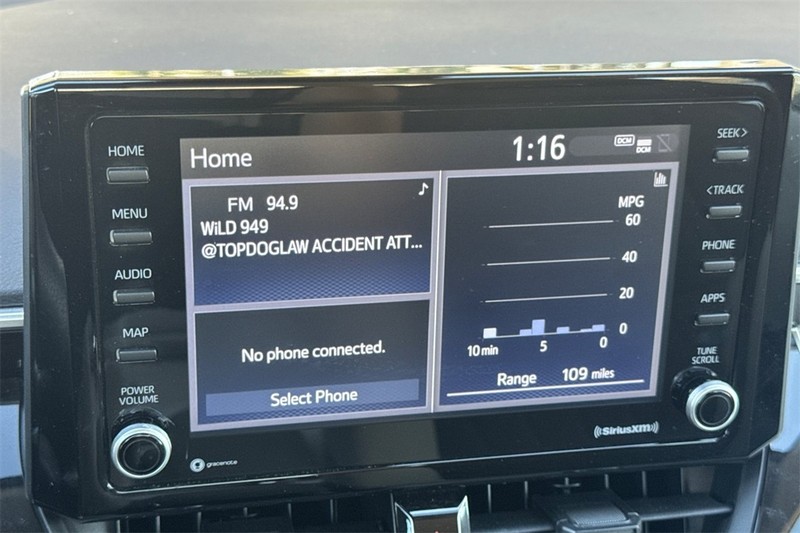 HOME
MENU
AUDIO
MAP
POWER
VOLUME
gracenote
Home
1:16
DCM
DCM
FM 94.9
WiLD 949
@TOPDOGLAW ACCIDENT ATT...
No phone connected.
Select Phone
MPG
60
40
20
0
10 min 5 0
Range 109 miles
SEEK >
< TRACK
PHONE
APPS
TUNE
SCROLL
((SiriusXM))